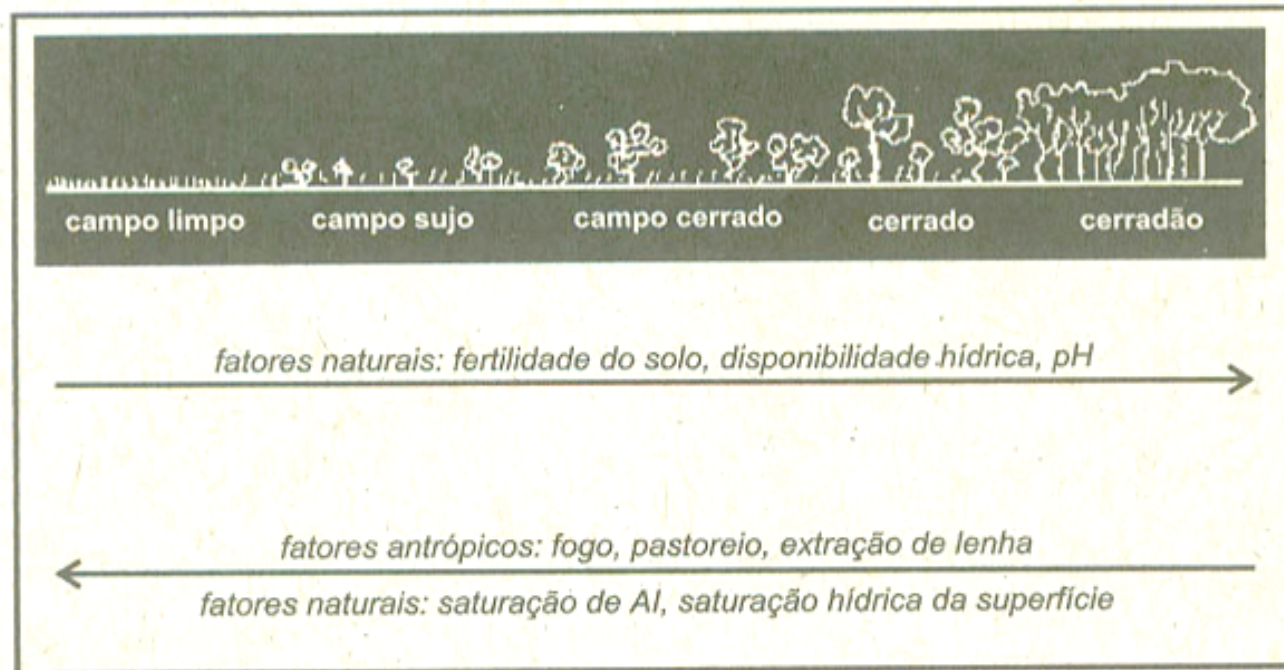 campo limpo campo sujo campo cerrado cerrado cerradão
fatores naturais: fertilidade do solo, disponibilidade hídrica, pH
fatores antrópicos: fogo, pastoreio, extração de lenha
fatores naturais: saturação de Al, saturação hídrica da superfície